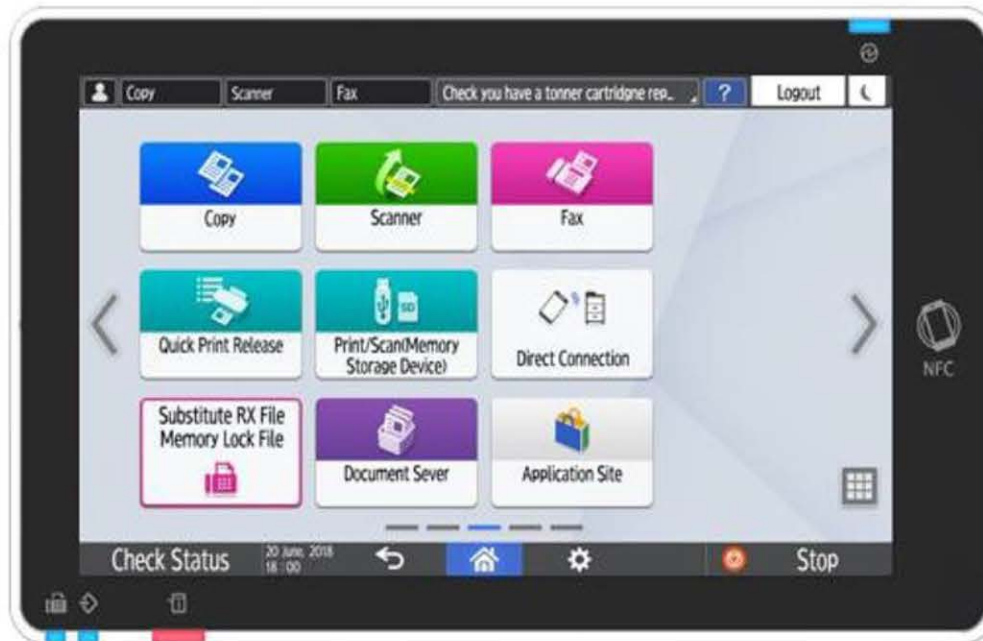 Copy
Scanner
Fax
Check you have a tonner cartridgne rep..
?
Logout
Copy
Scanner
Fax
Quick Print Release
Print/Scan(Memory
Storage Device)
SD
Direct Connection
NFC
Substitute RX File
Memory Lock File
Document Sever
Application Site
Check Status
20 June, 2018
18 : 00
Stop